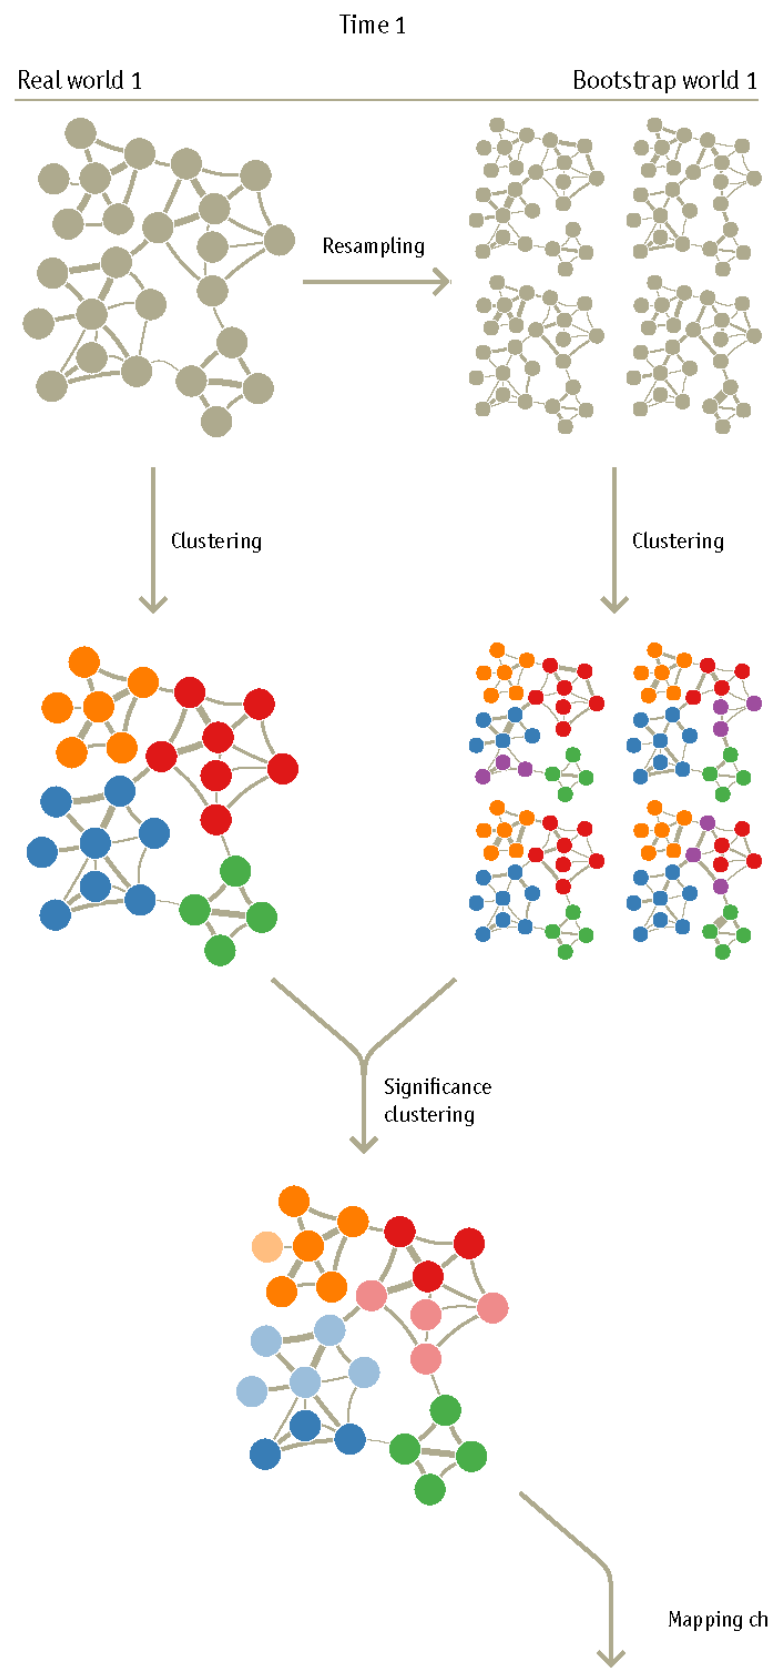 Time 1
Real world 1
Bootstrap world 1
Resampling
Clustering
Clustering
Significance
clustering
Mapping ch